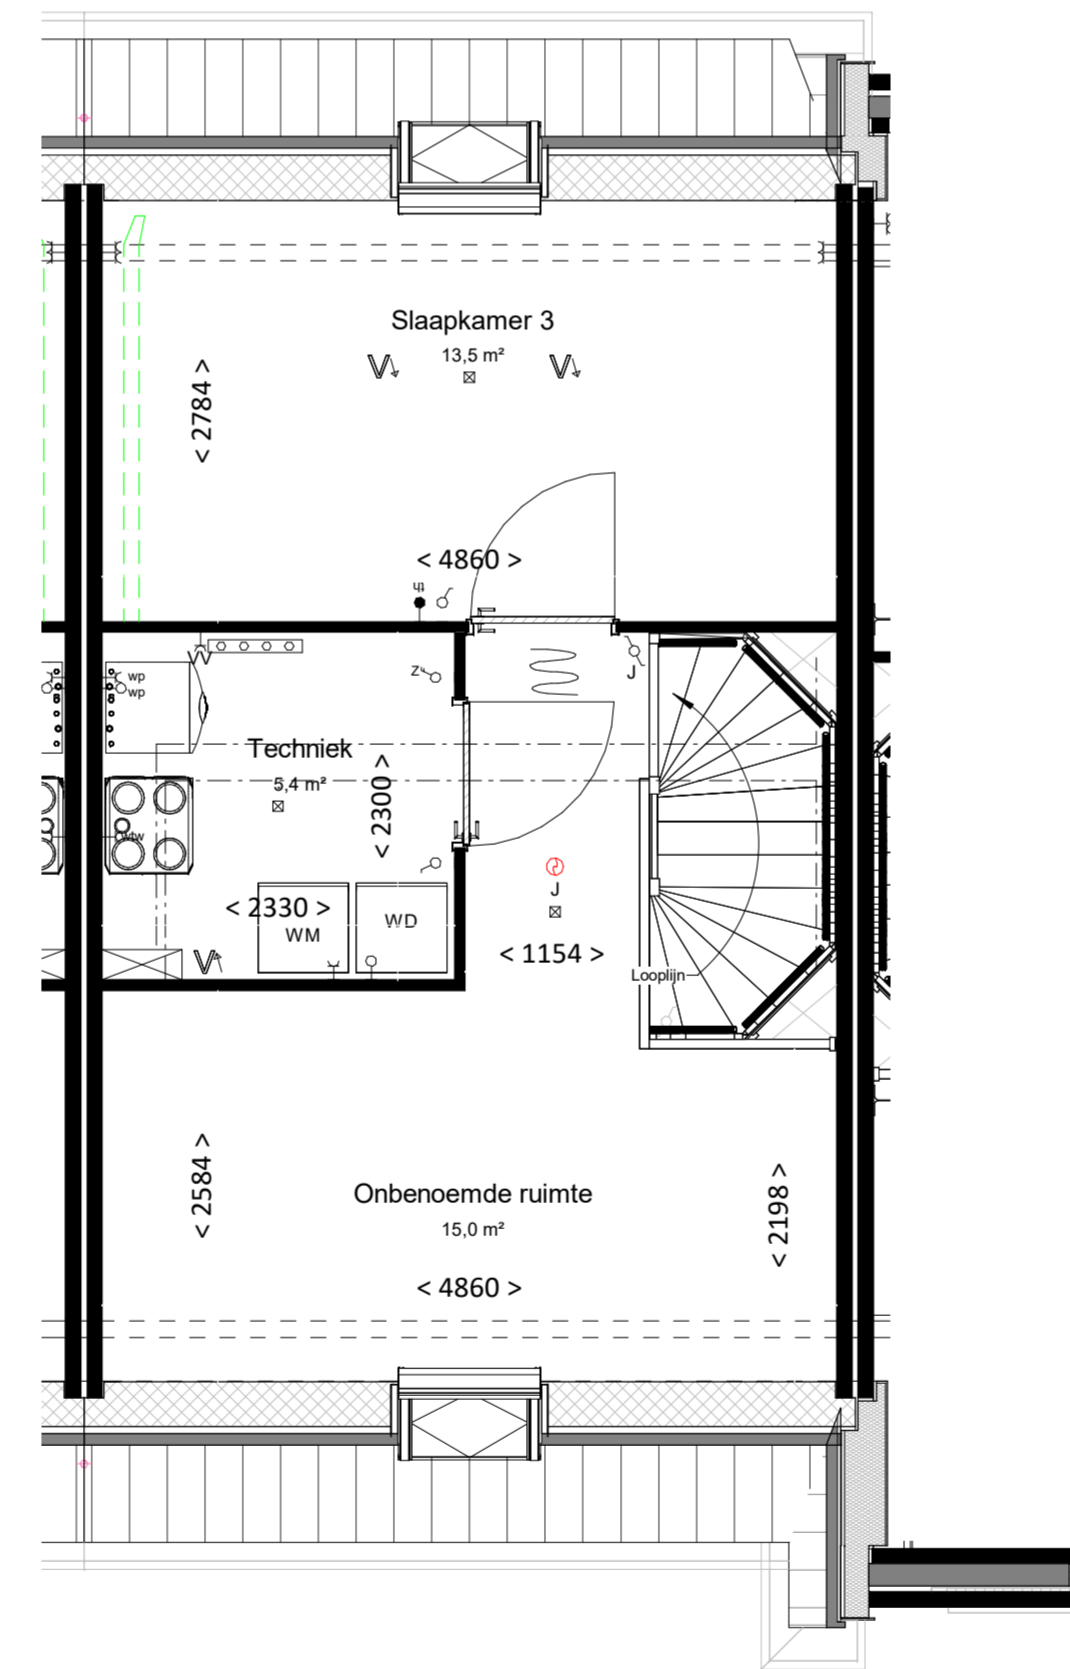 Slaapkamer 3
13,5 m²
< 2784 >
< 4860 >
wp
wp
Z
J
Techniek
5,4 m²
< 2300 >
wtw
< 2330 >
WM
WD
J
< 1154 >
Looplijn
< 2584 >
Onbenoemde ruimte
15,0 m²
< 2198 >
< 4860 >